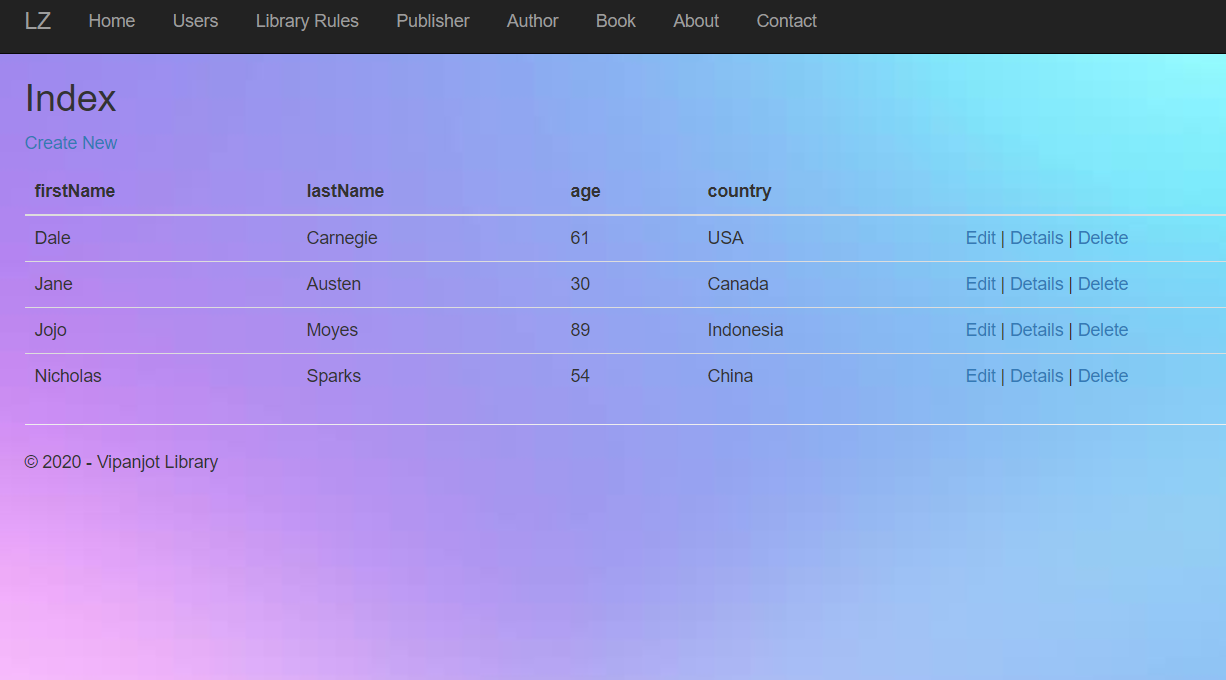 LZ Home Users Library Rules Publisher Author Book About Contact
Index
Create New
firstName lastName age country
Dale Carnegie 61 USA Edit | Details | Delete
Jane Austen 30 Canada Edit | Details | Delete
Jojo Moyes 89 Indonesia Edit | Details | Delete
Nicholas Sparks 54 China Edit | Details | Delete
© 2020 - Vipanjot Library